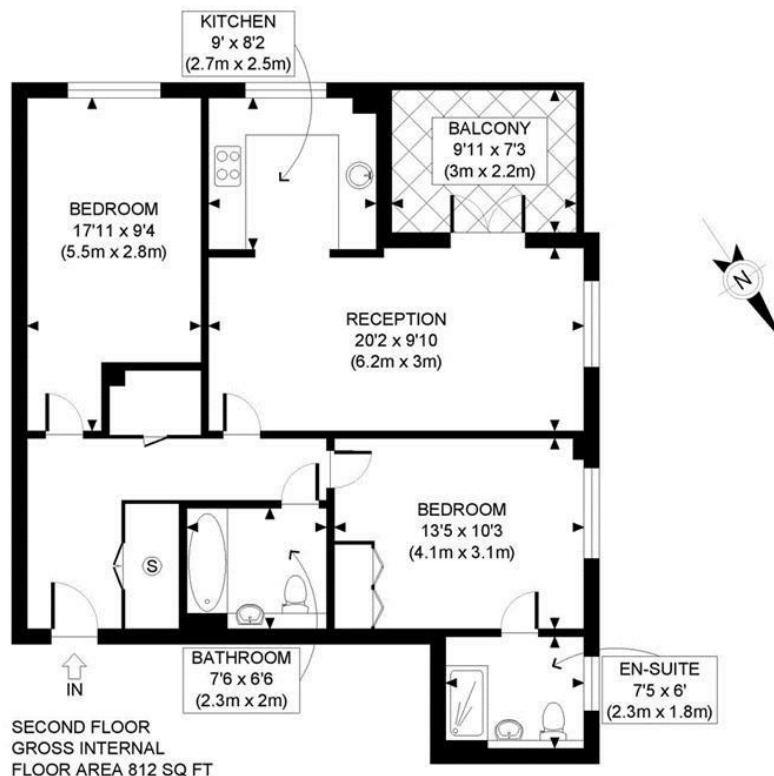 KITCHEN
9' x 8'2
(2.7m x 2.5m)
BALCONY
9'11 x 7'3
(3m x 2.2m)
BEDROOM
17'11 x 9'4
(5.5m x 2.8m)
N
RECEPTION
20'2 x 9'10
(6.2m x 3m)
BEDROOM
13'5 x 10'3
(4.1m x 3.1m)
S
BATHROOM
7'6 x 6'6
(2.3m x 2m)
EN-SUITE
7'5 x 6'
(2.3m x 1.8m)
IN
SECOND FLOOR
GROSS INTERNAL
FLOOR AREA 812 SQ FT